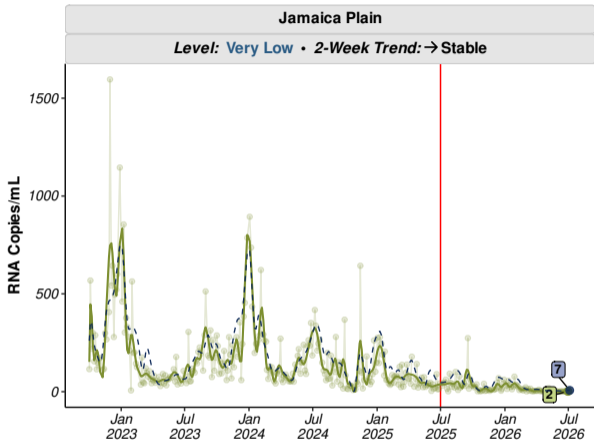 Jamaica Plain
Level: Very Low • 2-Week Trend: → Stable
RNA Copies/mL
1500
1000
500
0
7
2
Jan 2023
Jul 2023
Jan 2024
Jul 2024
Jan 2025
Jul 2025
Jan 2026
Jul 2026